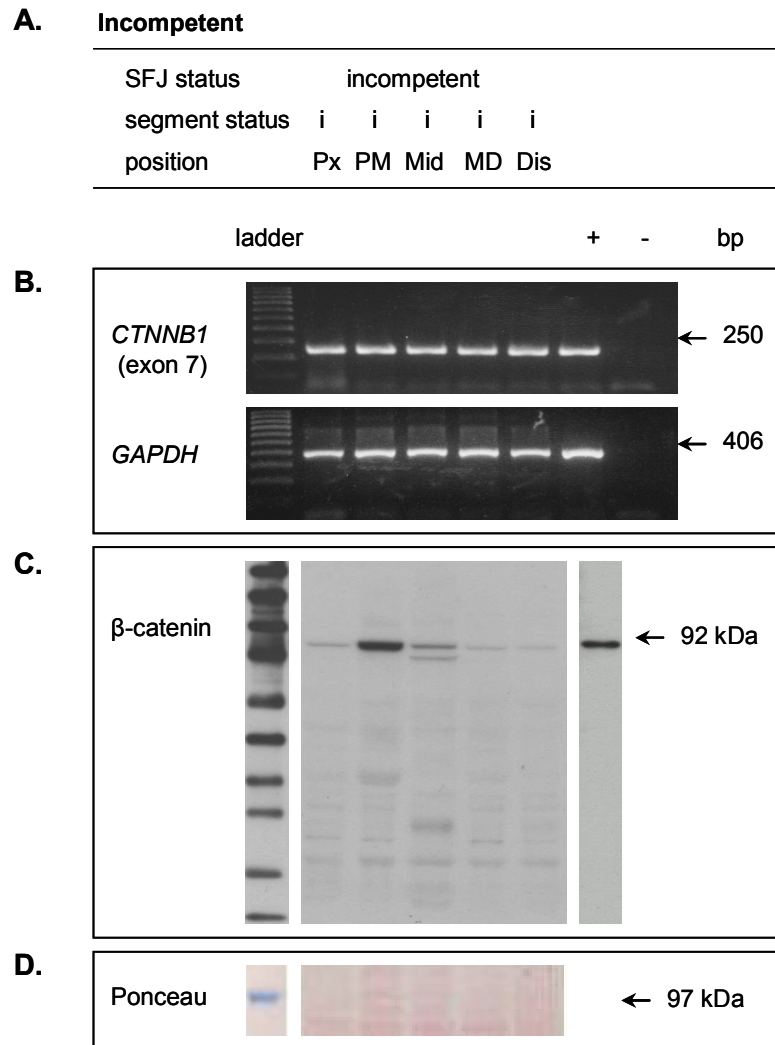 A. Incompetent
SFJ status incompetent
segment status i i i i i
position Px PM Mid MD Dis
ladder + - bp
B.
CTNNB1
(exon 7)
250
GAPDH
406
C.
β-catenin
92 kDa
D.
Ponceau
97 kDa